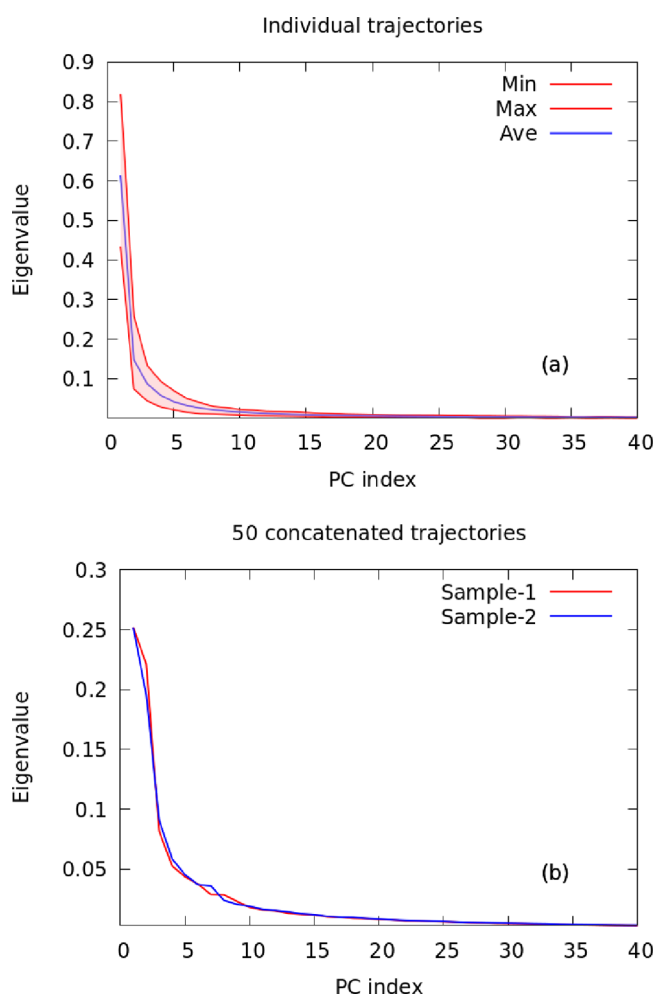 Individual trajectories
0.9
0.8
0.7
0.6
0.5
0.4
0.3
0.2
0.1
Eigenvalue
Min
Max
Ave
(a)
0 5 10 15 20 25 30 35 40
PC index
50 concatenated trajectories
0.3
0.25
0.2
0.15
0.1
0.05
Eigenvalue
Sample-1
Sample-2
(b)
0 5 10 15 20 25 30 35 40
PC index